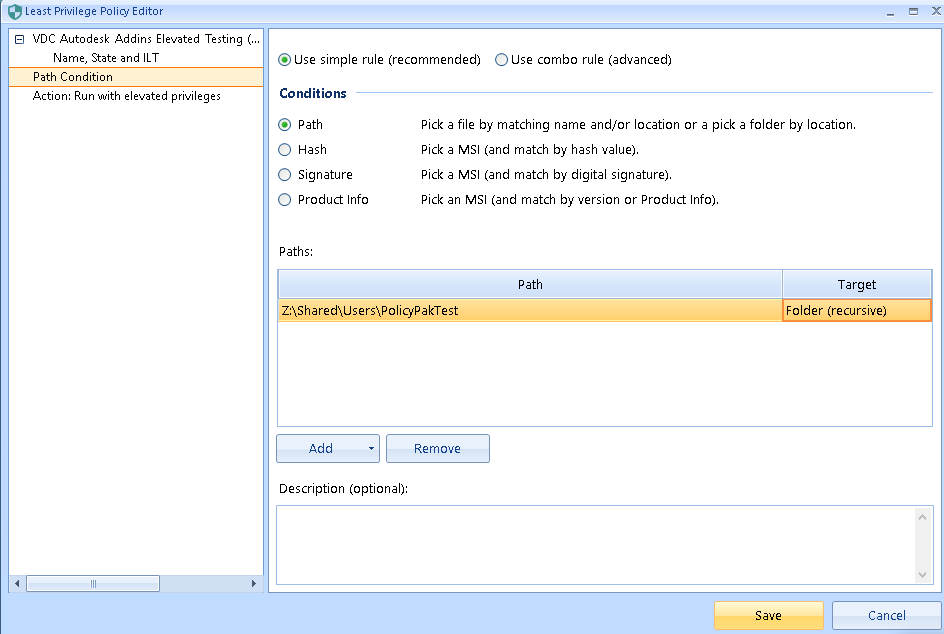 Least Privilege Policy Editor
VDC Autodesk Addins Elevated Testing (...
Name, State and ILT
Path Condition
Action: Run with elevated privileges
Use simple rule (recommended) Use combo rule (advanced)
Conditions
Path Pick a file by matching name and/or location or a pick a folder by location.
Hash Pick a MSI (and match by hash value).
Signature Pick a MSI (and match by digital signature).
Product Info Pick an MSI (and match by version or Product Info).
Paths:
Path Target
Z:\Shared\Users\PolicyPakTest Folder (recursive)
Add Remove
Description (optional):
Save Cancel